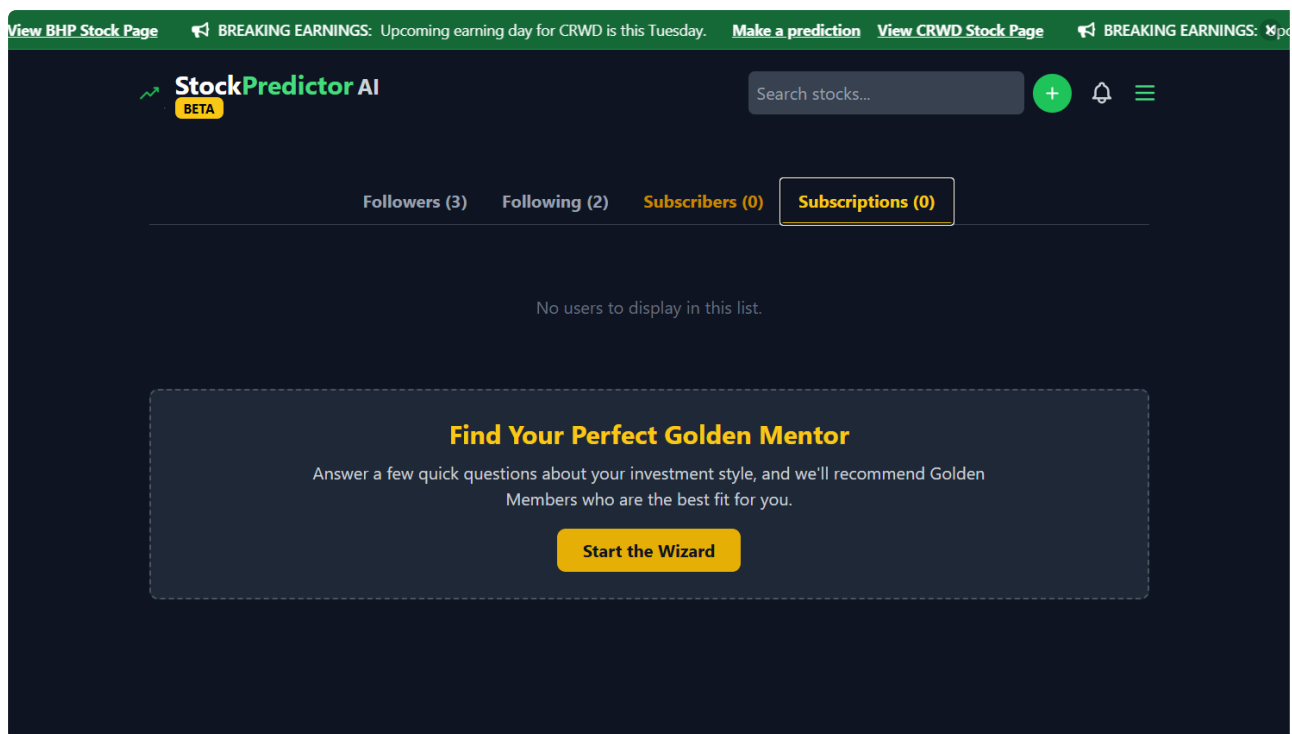 View BHP Stock Page BREAKING EARNINGS: Upcoming earning day for CRWD is this Tuesday. Make a prediction View CRWD Stock Page BREAKING EARNINGS:
StockPredictor AI
BETA
Search stocks...
Followers (3) Following (2) Subscribers (0) Subscriptions (0)
No users to display in this list.
Find Your Perfect Golden Mentor
Answer a few quick questions about your investment style, and we'll recommend Golden
Members who are the best fit for you.
Start the Wizard